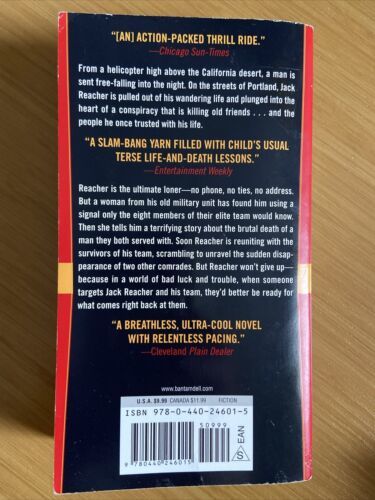 “[AN] ACTION-PACKED THRILL RIDE.”
—Chicago Sun-Times
From a helicopter high above the California desert, a man is
sent free-falling into the night. On the streets of Portland, Jack
Reacher is pulled out of his wandering life and plunged into the
heart of a conspiracy that is killing old friends . . . and the
people he once trusted with his life.
“A SLAM-BANG YARN FILLED WITH CHILD’S USUAL
TERSE LIFE-AND-DEATH LESSONS.”
—Entertainment Weekly
Reacher is the ultimate loner—no phone, no ties, no address.
But a woman from his old military unit has found him using a
signal only the eight members of their elite team would know.
Then she tells him a terrifying story about the brutal death of a
man they both served with. Soon Reacher is reuniting with the
survivors of his team, scrambling to unravel the sudden disap-
pearance of two other comrades. But Reacher won’t give up—
because in a world of bad luck and trouble, when someone
targets Jack Reacher and his team, they’d better be ready for
what comes right back at them.
“A BREATHLESS, ULTRA-COOL NOVEL
WITH RELENTLESS PACING.”
—Cleveland Plain Dealer
www.bantamdell.com
U.S.A. $9.99 CANADA $11.99 FICTION
ISBN 978-0-440-24601-5
50999
9 780440 246015
S EAN